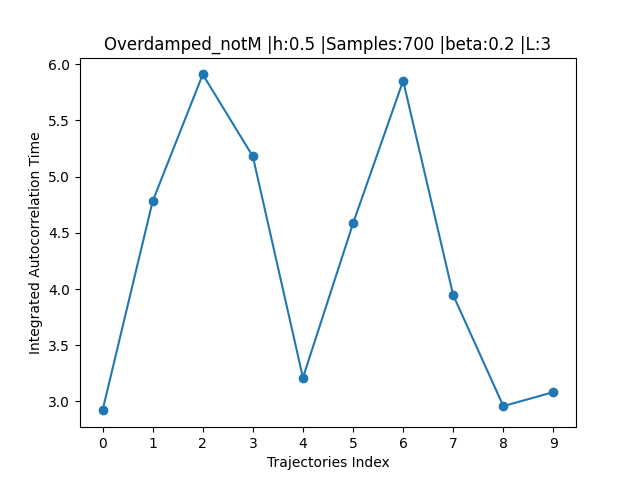 Overdamped_notM |h:0.5 |Samples:700 |beta:0.2 |L:3
Integrated Autocorrelation Time
6.0
5.5
5.0
4.5
4.0
3.5
3.0
0 1 2 3 4 5 6 7 8 9
Trajectories Index